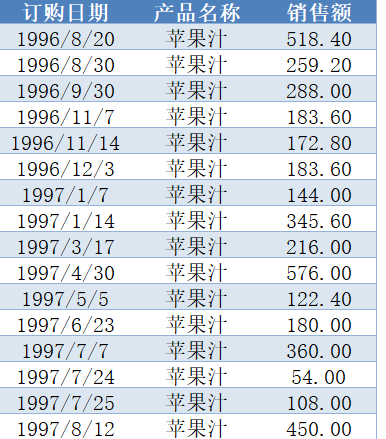 订购日期 产品名称 销售额
1996/8/20 苹果汁 518.40
1996/8/30 苹果汁 259.20
1996/9/30 苹果汁 288.00
1996/11/7 苹果汁 183.60
1996/11/14 苹果汁 172.80
1996/12/3 苹果汁 183.60
1997/1/7 苹果汁 144.00
1997/1/14 苹果汁 345.60
1997/3/17 苹果汁 216.00
1997/4/30 苹果汁 576.00
1997/5/5 苹果汁 122.40
1997/6/23 苹果汁 180.00
1997/7/7 苹果汁 360.00
1997/7/24 苹果汁 54.00
1997/7/25 苹果汁 108.00
1997/8/12 苹果汁 450.00